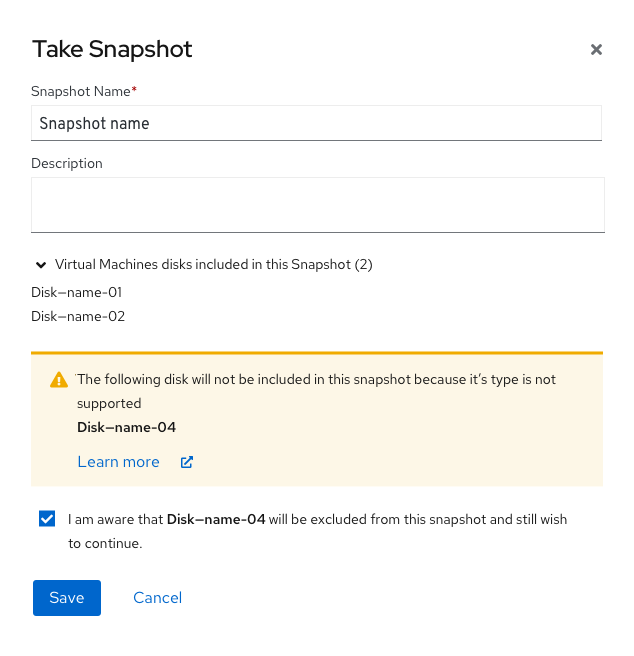 Take Snapshot
Snapshot Name*
Snapshot name
Description
Virtual Machines disks included in this Snapshot (2)
Disk–name-01
Disk–name-02
The following disk will not be included in this snapshot because it’s type is not
supported
Disk–name-04
Learn more
I am aware that Disk–name-04 will be excluded from this snapshot and still wish
to continue.
Save Cancel